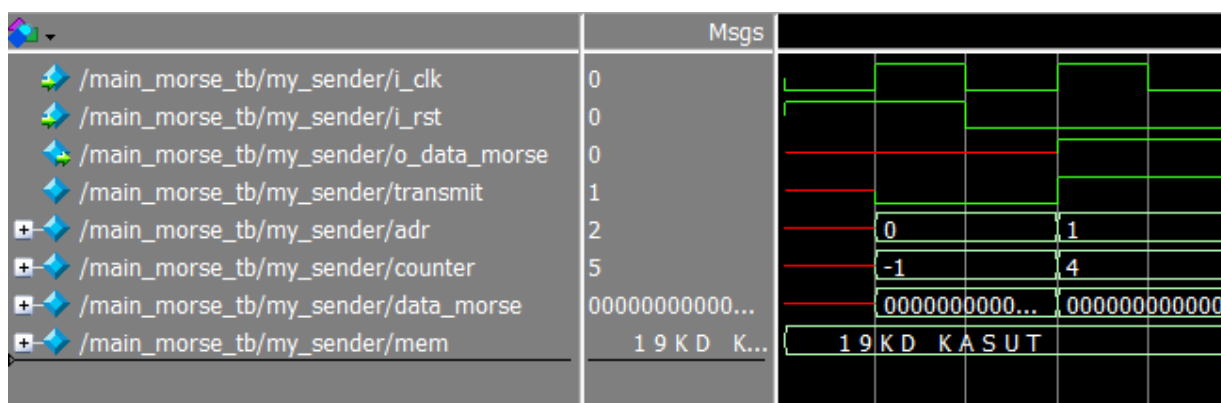 Msgs
/main_morse_tb/my_sender/i_clk 0
/main_morse_tb/my_sender/i_rst 0
/main_morse_tb/my_sender/o_data_morse 0
/main_morse_tb/my_sender/transmit 1
/main_morse_tb/my_sender/adr 2 0 1
/main_morse_tb/my_sender/counter 5 -1 4
/main_morse_tb/my_sender/data_morse 00000000000... 0000000000... 000000000000
/main_morse_tb/my_sender/mem 1 9 K D K... 1 9 K D K A S U T